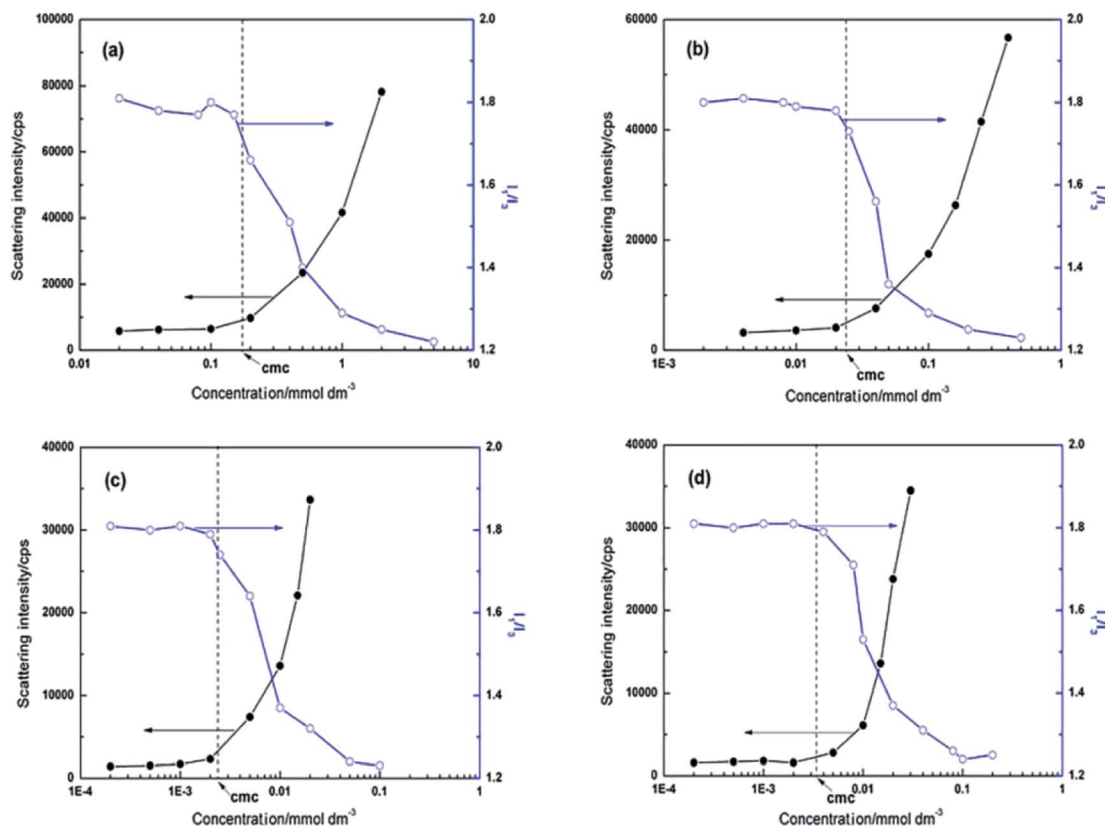 (a)
Scattering intensity/cps
100000
80000
60000
40000
20000
0
2.0
1.8
1.6
1.4
1.2
I₁/I₃
0.01 0.1 1 10
cmc
Concentration/mmol dm⁻³
(b)
Scattering intensity/cps
60000
40000
20000
0
2.0
1.8
1.6
1.4
1.2
I₁/I₃
1E-3 0.01 0.1 1
cmc
Concentration/mmol dm⁻³
(c)
Scattering intensity/cps
40000
30000
20000
10000
0
2.0
1.8
1.6
1.4
1.2
I₁/I₃
1E-4 1E-3 0.01 0.1 1
cmc
Concentration/mmol dm⁻³
(d)
Scattering intensity/cps
40000
30000
20000
10000
0
2.0
1.8
1.6
1.4
1.2
I₁/I₃
1E-4 1E-3 0.01 0.1 1
cmc
Concentration/mmol dm⁻³